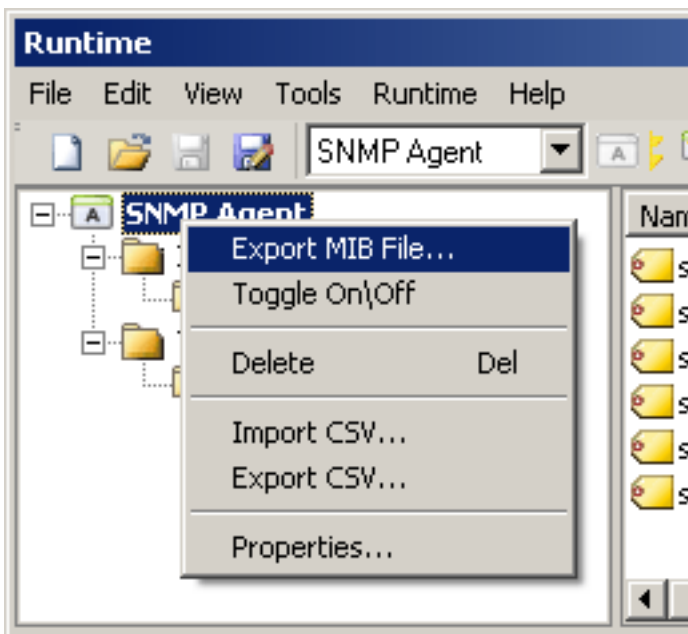 Runtime
File Edit View Tools Runtime Help
SNMP Agent
SNMP Agent
Export MIB File...
Toggle On\Off
Delete Del
Import CSV...
Export CSV...
Properties...